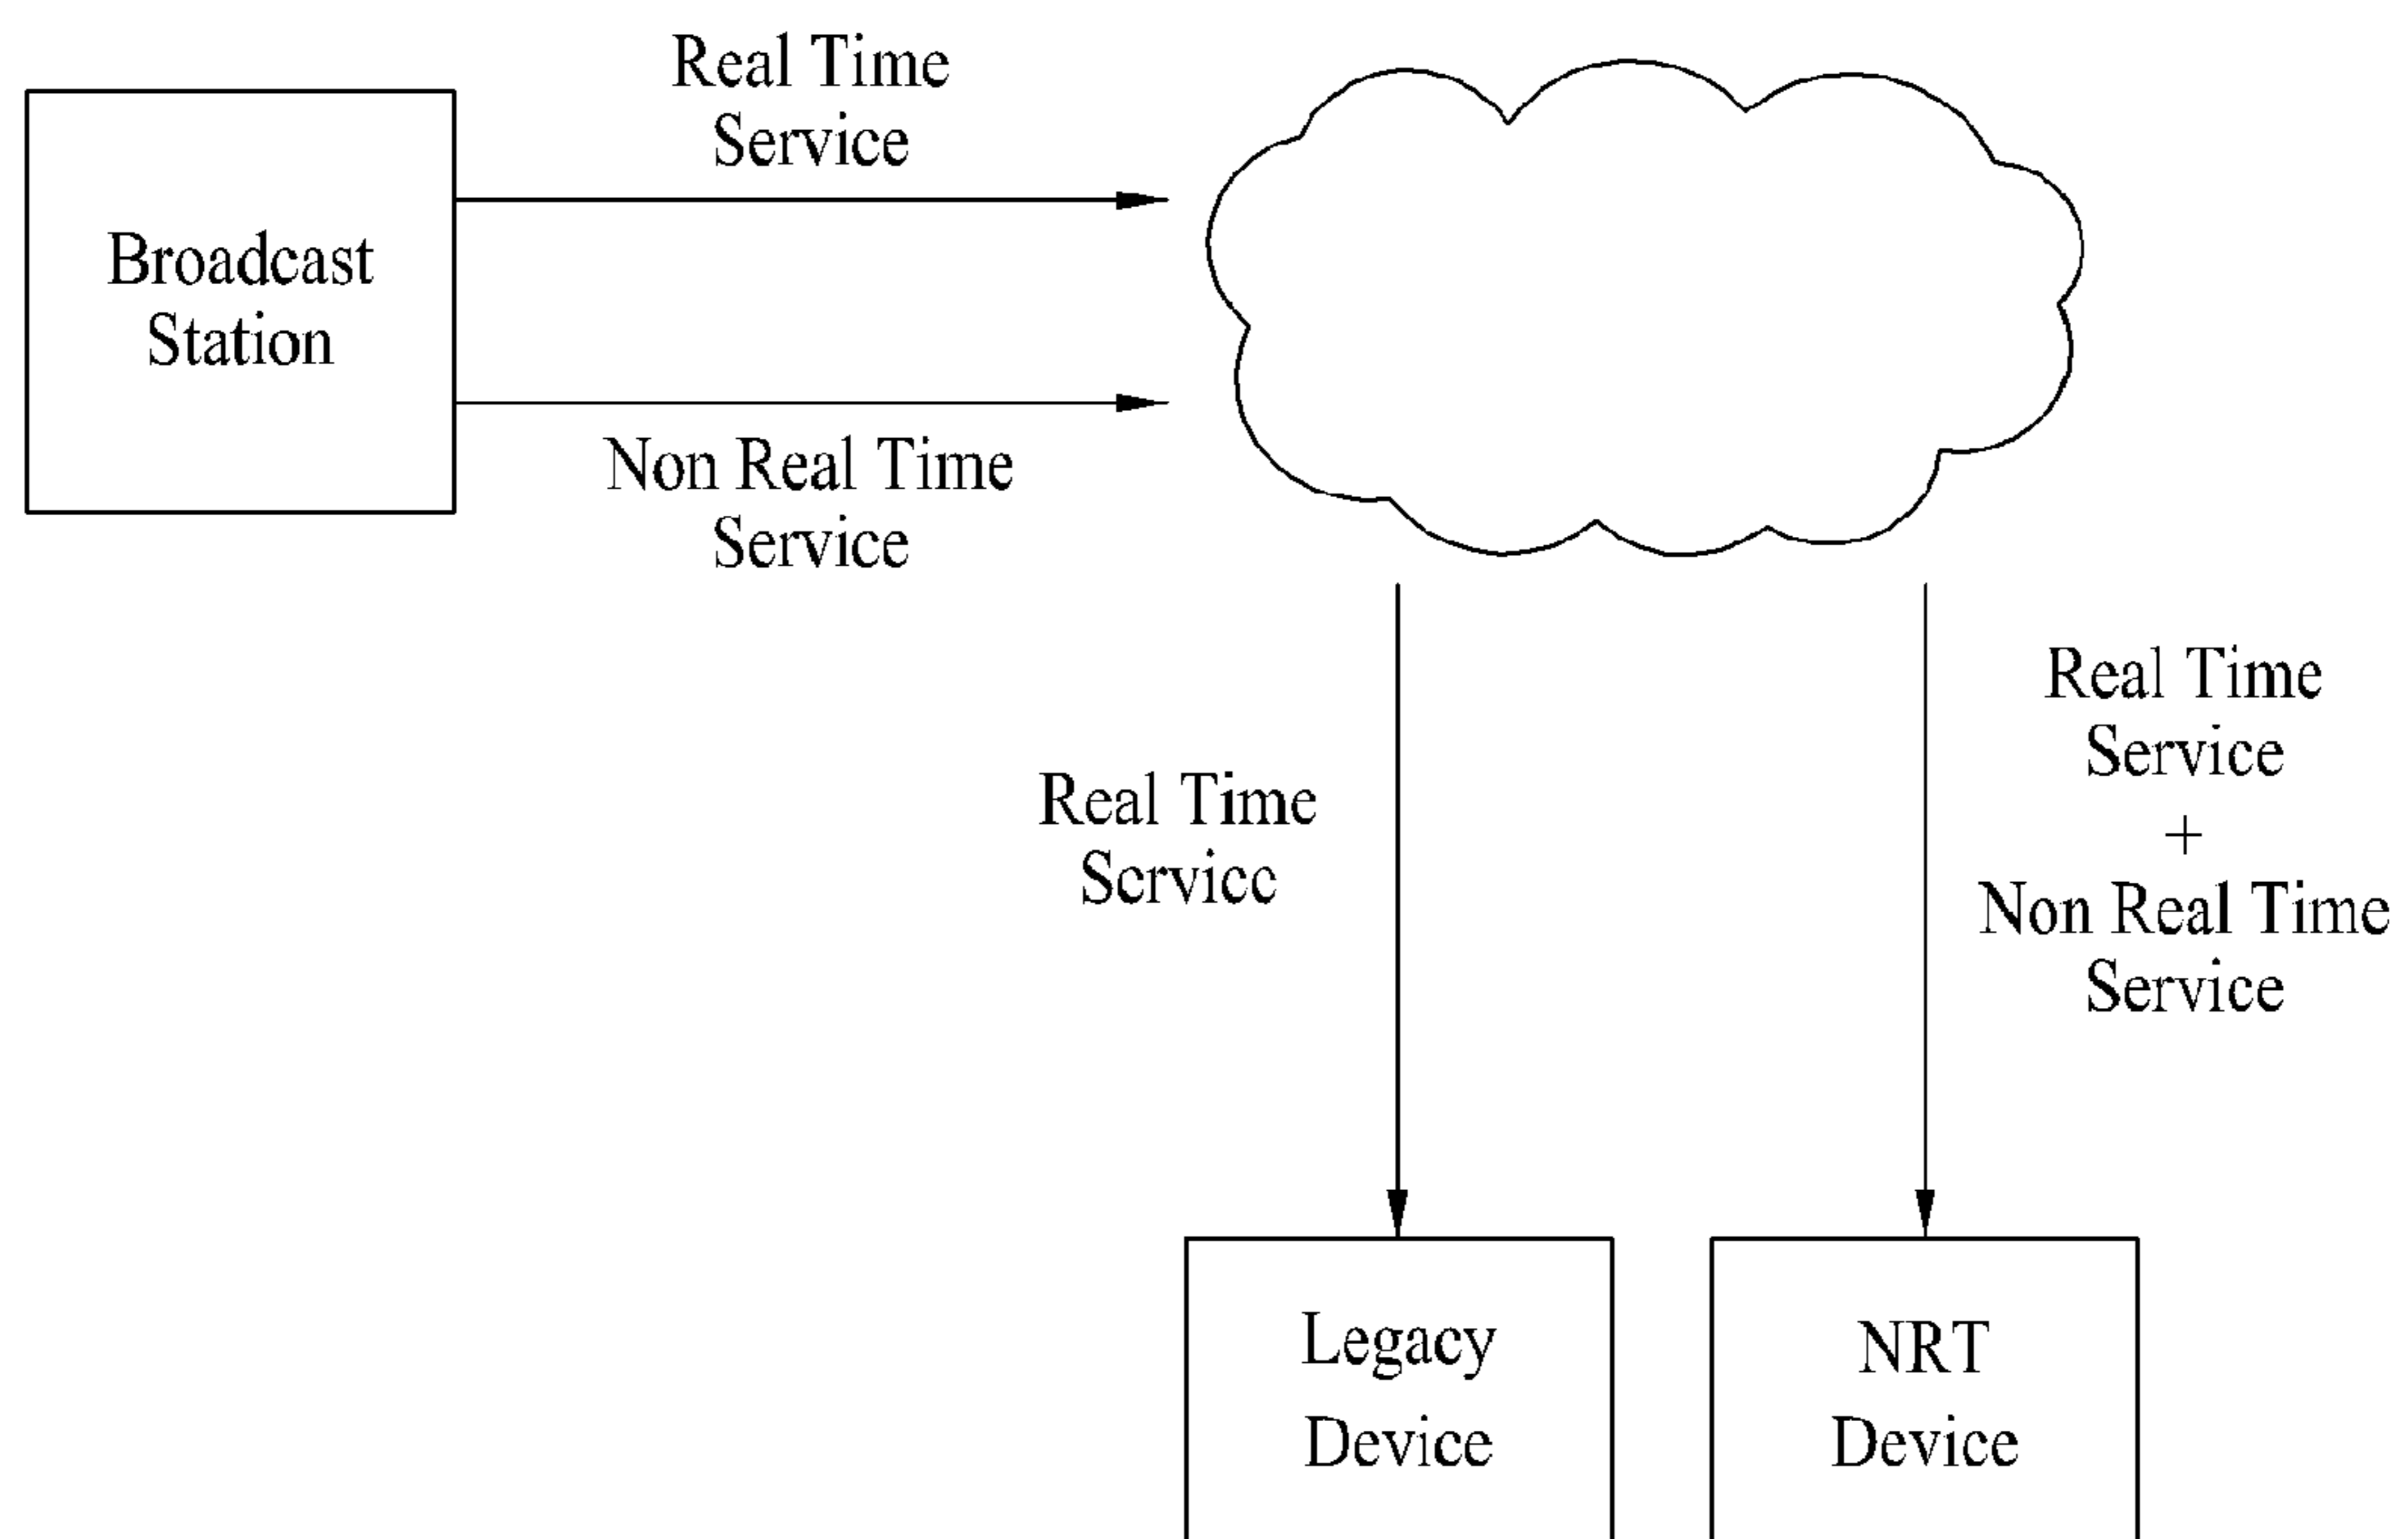 Real Time
Service
Broadcast
Station
Non Real Time
Service
Real Time
Service
Real Time
Service
+
Non Real Time
Service
Legacy
Device
NRT
Device